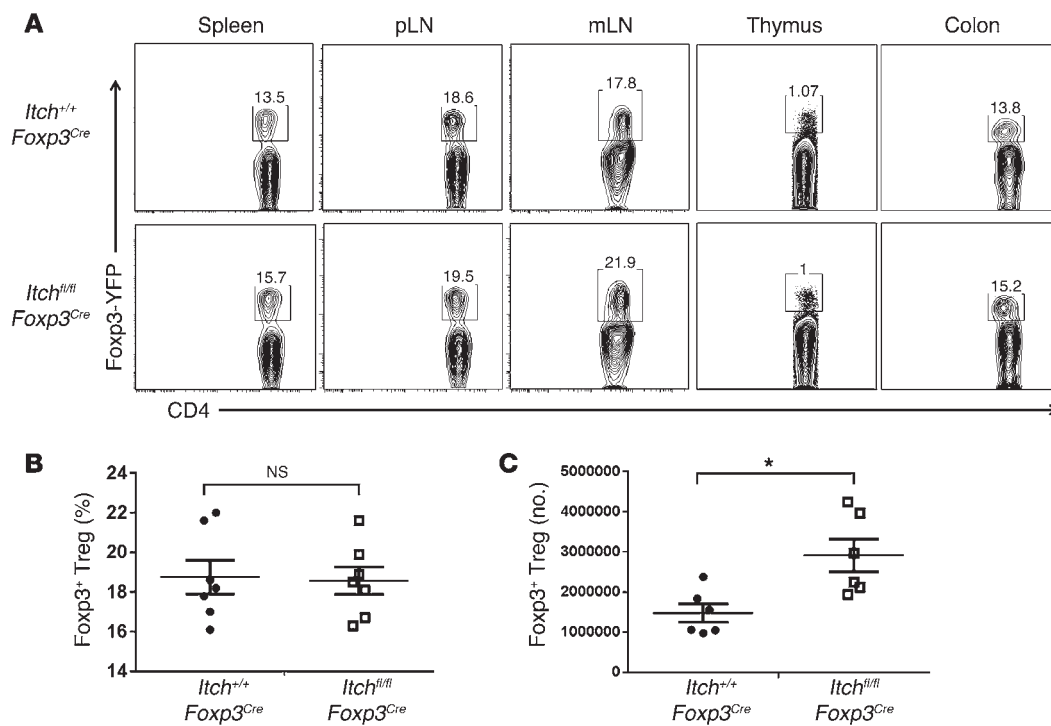 A
Spleen pLN mLN Thymus Colon
Itch+/+
Foxp3Cre
13.5 18.6 17.8 1.07 13.8
Itchfl/fl
Foxp3Cre
15.7 19.5 21.9 1 15.2
Foxp3-YFP
CD4
B
Foxp3+ Treg (%)
24
22
20
18
16
14
NS
Itch+/+
Foxp3Cre
Itchfl/fl
Foxp3Cre
C
Foxp3+ Treg (no.)
5000000
4000000
3000000
2000000
1000000
0
*
Itch+/+
Foxp3Cre
Itchfl/fl
Foxp3Cre